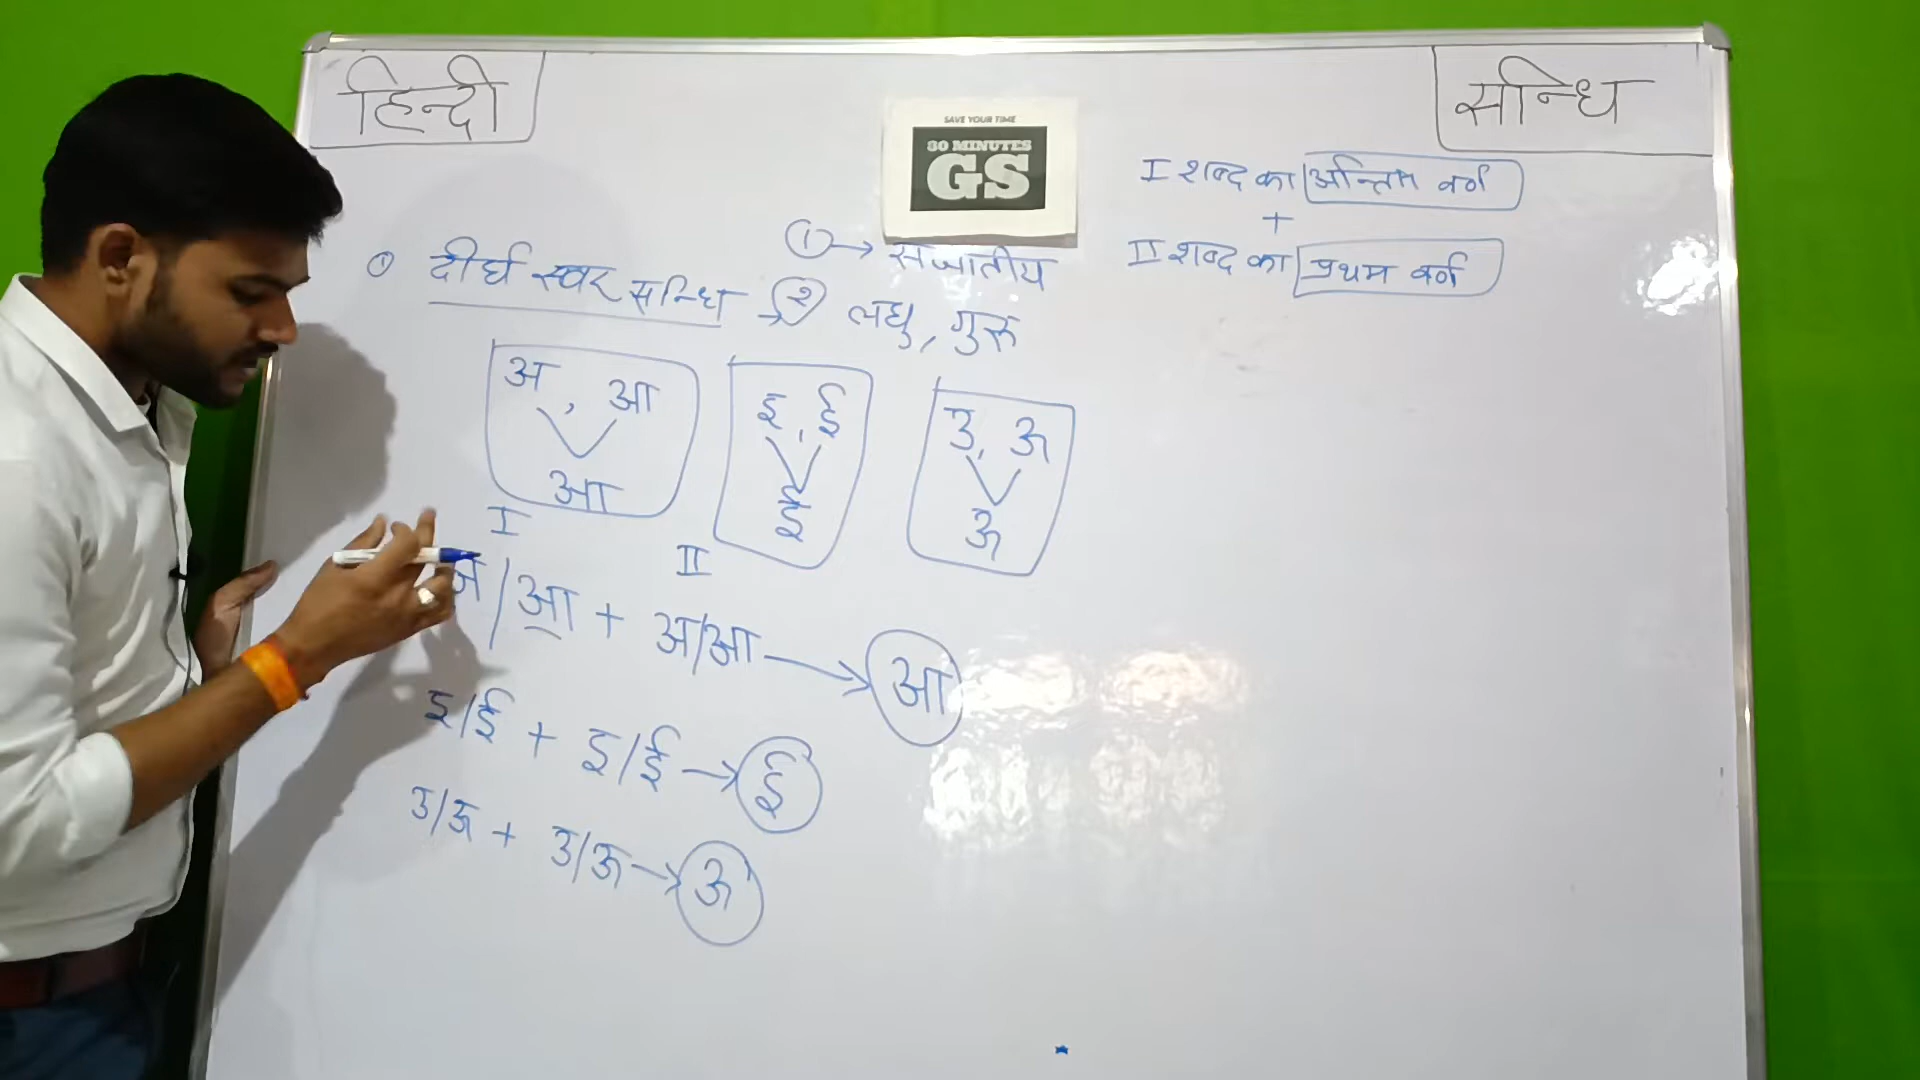 हिन्दी
सन्धि
SAVE YOUR TIME
30 MINUTES
GS
I शब्द का अन्तिम वर्ण
+
II शब्द का प्रथम वर्ण
① दीर्घ स्वर सन्धि → ② लघु, गुरु
① → सजातीय
अ, आ
आ
इ, ई
ई
उ, ऊ
ऊ
I II
अ/आ + अ/आ → आ
इ/ई + इ/ई → ई
उ/ऊ + उ/ऊ → ऊ